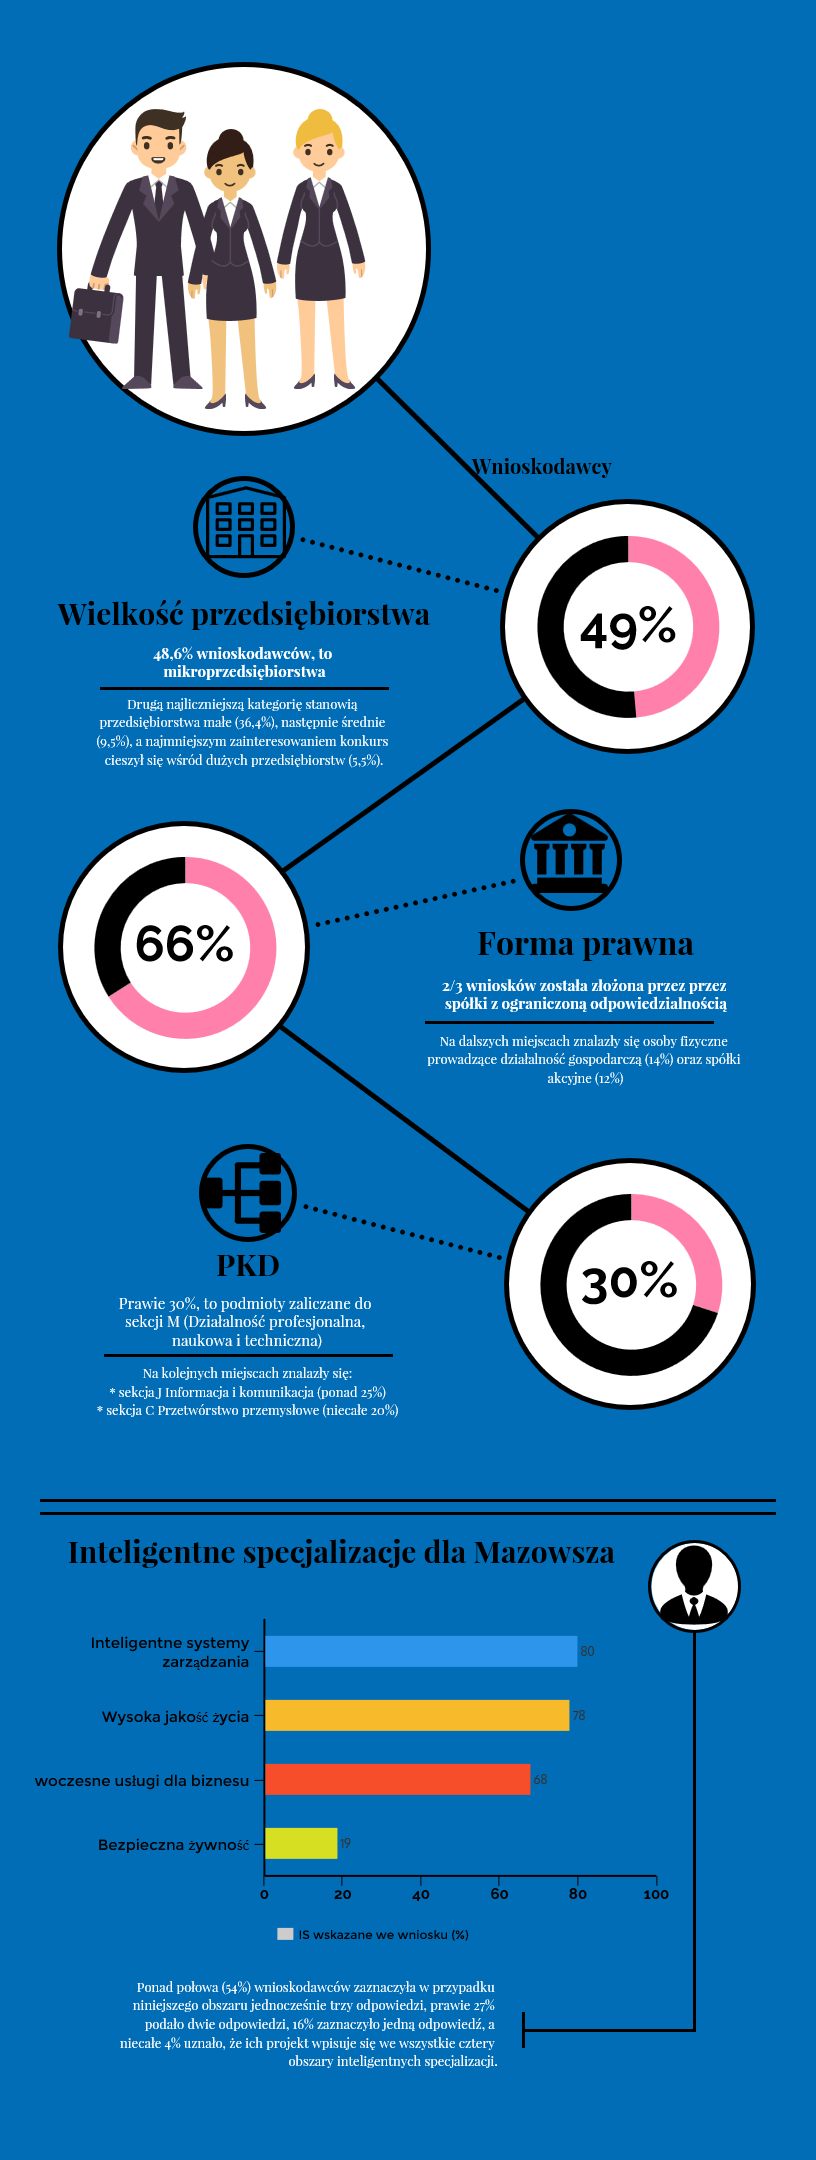 Wnioskodawcy
49%
Wielkość przedsiębiorstwa
48,6% wnioskodawców, to
mikroprzedsiębiorstwa
Drugą najliczniejszą kategorię stanowią
przedsiębiorstwa małe (36,4%), następnie średnie
(9,5%), a najmniejszym zainteresowaniem konkurs
cieszył się wśród dużych przedsiębiorstw (5,5%).
66%
Forma prawna
2/3 wniosków została złożona przez przez
spółki z ograniczoną odpowiedzialnością
Na dalszych miejscach znalazły się osoby fizyczne
prowadzące działalność gospodarczą (14%) oraz spółki
akcyjne (12%)
30%
PKD
Prawie 30%, to podmioty zaliczane do
sekcji M (Działalność profesjonalna,
naukowa i techniczna)
Na kolejnych miejscach znalazły się:
* sekcja J Informacja i komunikacja (ponad 25%)
* sekcja C Przetwórstwo przemysłowe (niecałe 20%)
Inteligentne specjalizacje dla Mazowsza
Inteligentne systemy
zarządzania
80
Wysoka jakość życia
78
woczesne usługi dla biznesu
68
Bezpieczna żywność
19
0 20 40 60 80 100
IS wskazane we wniosku (%)
Ponad połowa (54%) wnioskodawców zaznaczyła w przypadku
niniejszego obszaru jednocześnie trzy odpowiedzi, prawie 27%
podało dwie odpowiedzi, 16% zaznaczyło jedną odpowiedź, a
niecałe 4% uznało, że ich projekt wpisuje się we wszystkie cztery
obszary inteligentnych specjalizacji.